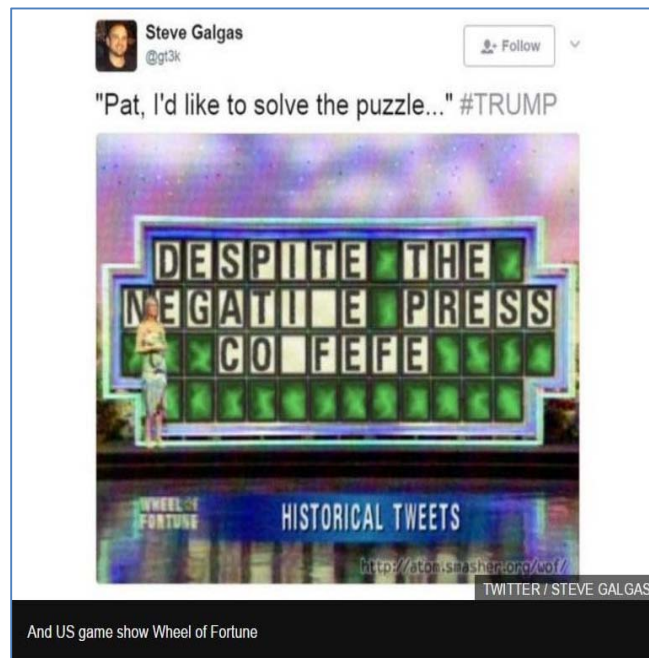 Steve Galgas
@gt3k
Follow
"Pat, I'd like to solve the puzzle..." #TRUMP
DESPITE THE
NEGATI E PRESS
CO FEFE
WHEEL OF
FORTUNE
HISTORICAL TWEETS
http://atom.smasher.org/wof/
TWITTER / STEVE GALGAS
And US game show Wheel of Fortune